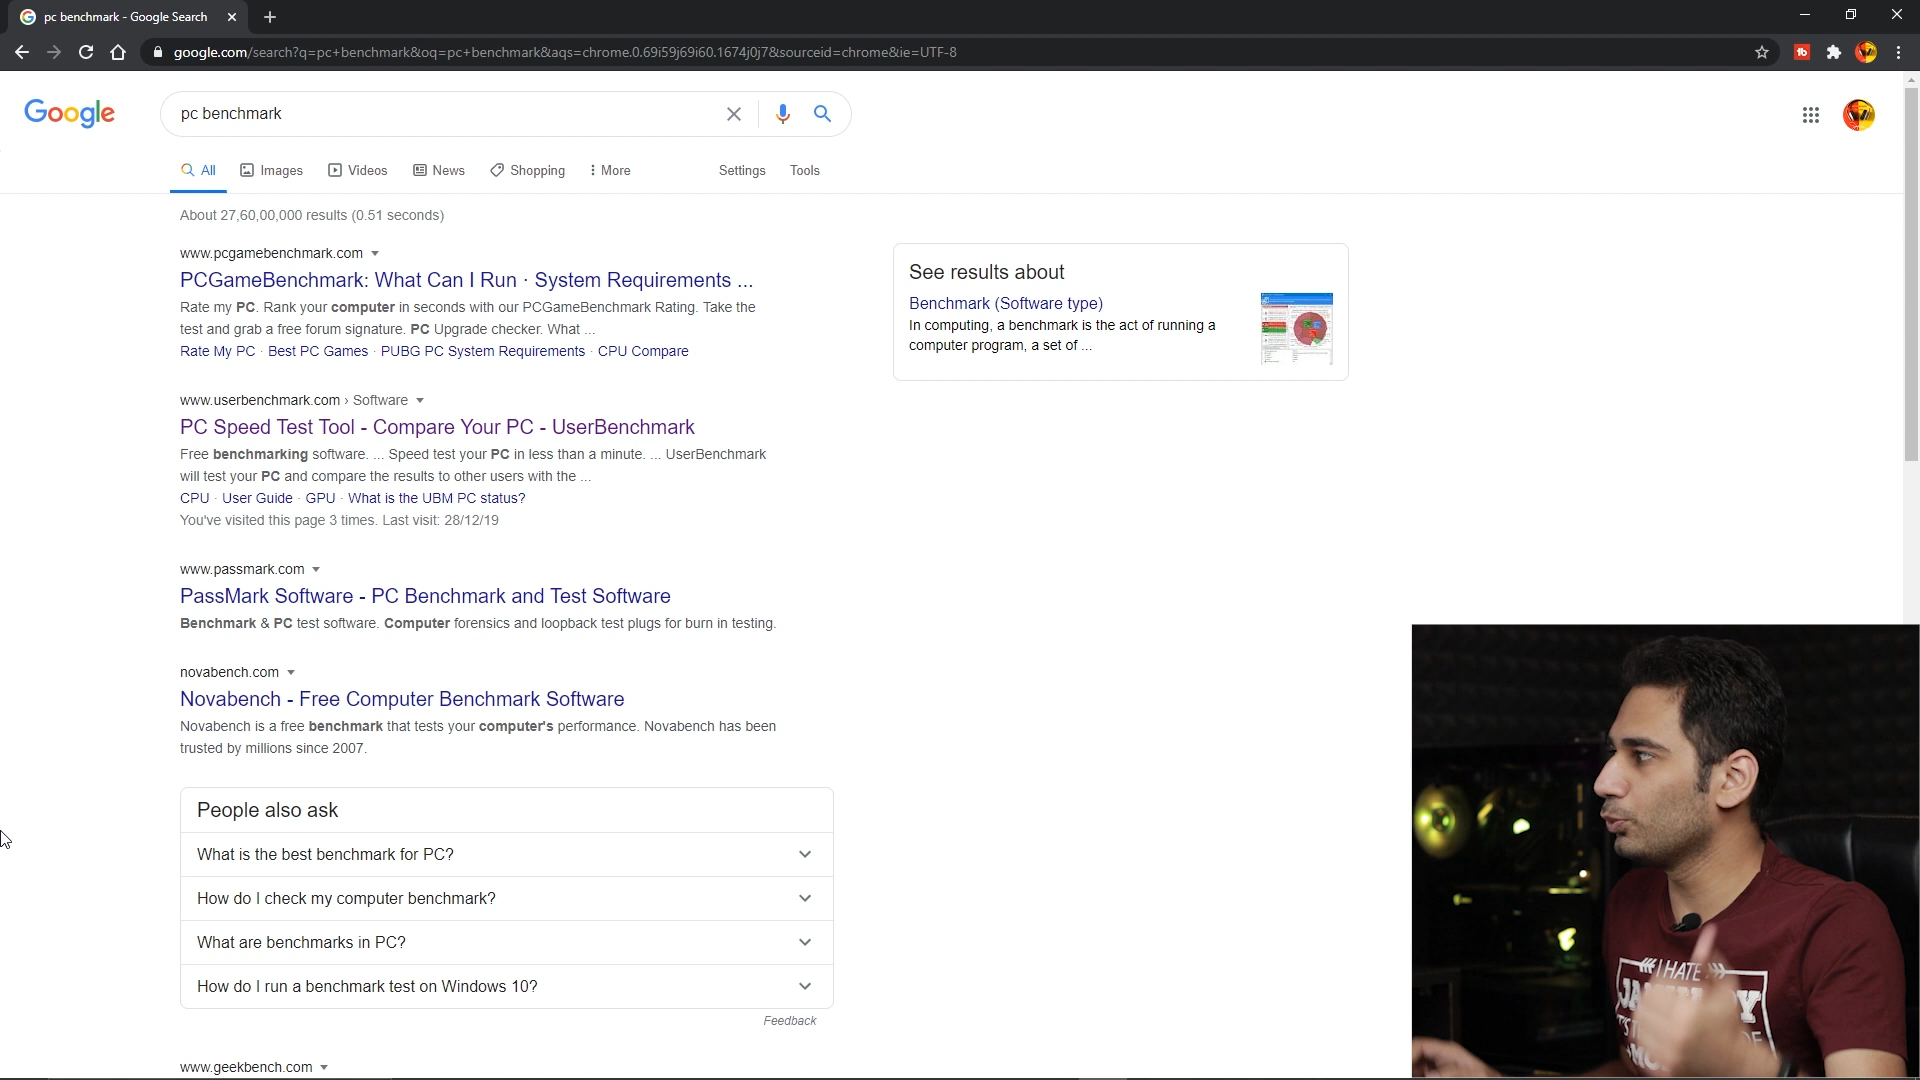 pc benchmark - Google Search
google.com/search?q=pc+benchmark&oq=pc+benchmark&aqs=chrome.0.69i59j69i60.1674j0j7&sourceid=chrome&ie=UTF-8
Google
pc benchmark
All
Images
Videos
News
Shopping
More
Settings
Tools
About 27,60,00,000 results (0.51 seconds)
www.pcgamebenchmark.com
PCGameBenchmark: What Can I Run · System Requirements ...
Rate my PC. Rank your computer in seconds with our PCGameBenchmark Rating. Take the
test and grab a free forum signature. PC Upgrade checker. What ...
Rate My PC · Best PC Games · PUBG PC System Requirements · CPU Compare
www.userbenchmark.com › Software
PC Speed Test Tool - Compare Your PC - UserBenchmark
Free benchmarking software. ... Speed test your PC in less than a minute. ... UserBenchmark
will test your PC and compare the results to other users with the ...
CPU · User Guide · GPU · What is the UBM PC status?
You've visited this page 3 times. Last visit: 28/12/19
www.passmark.com
PassMark Software - PC Benchmark and Test Software
Benchmark & PC test software. Computer forensics and loopback test plugs for burn in testing.
novabench.com
Novabench - Free Computer Benchmark Software
Novabench is a free benchmark that tests your computer's performance. Novabench has been
trusted by millions since 2007.
People also ask
What is the best benchmark for PC?
How do I check my computer benchmark?
What are benchmarks in PC?
How do I run a benchmark test on Windows 10?
Feedback
www.geekbench.com
See results about
Benchmark (Software type)
In computing, a benchmark is the act of running a
computer program, a set of ...
I HATE